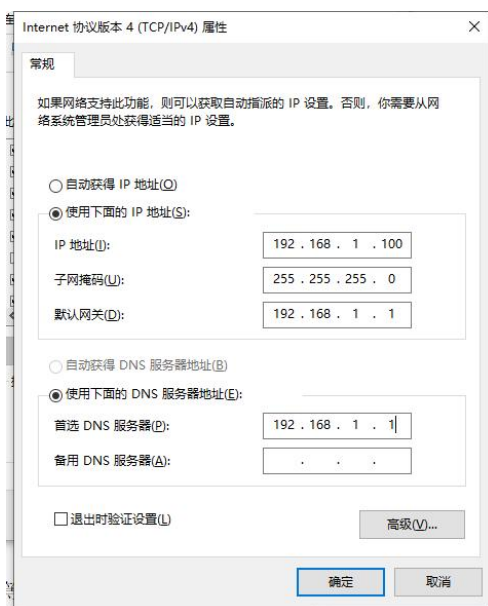 Internet 协议版本 4 (TCP/IPv4) 属性
常规
如果网络支持此功能，则可以获取自动指派的 IP 设置。否则，你需要从网
络系统管理员处获得适当的 IP 设置。
自动获得 IP 地址(O)
使用下面的 IP 地址(S):
IP 地址(I): 192 . 168 . 1 . 100
子网掩码(U): 255 . 255 . 255 . 0
默认网关(D): 192 . 168 . 1 . 1
自动获得 DNS 服务器地址(B)
使用下面的 DNS 服务器地址(E):
首选 DNS 服务器(P): 192 . 168 . 1 . 1
备用 DNS 服务器(A): . . .
退出时验证设置(L)
高级(V)...
确定 取消